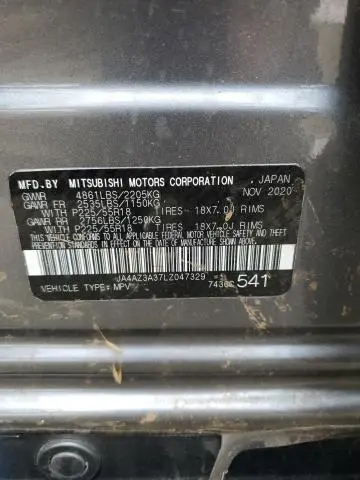 MFD.BY MITSUBISHI MOTORS CORPORATION JAPAN
GVWR 4861LBS/2205KG NOV 2020
GAWR FR 2535LBS/1150KG
WITH P225/55R18 TIRES- 18X7.0J RIMS
GAWR RR 2756LBS/1250KG
WITH P225/55R18 TIRES- 18X7.0J RIMS
THIS VEHICLE CONFORMS TO ALL APPLICABLE FEDERAL MOTOR
VEHICLE SAFETY, BUMPER AND THEFT
PREVENTION STANDARDS IN EFFECT ON THE DATE OF MANUFACTURE SHOWN ABOVE.
JA4AZ3A37LZ047329
VEHICLE TYPE: MPV 541